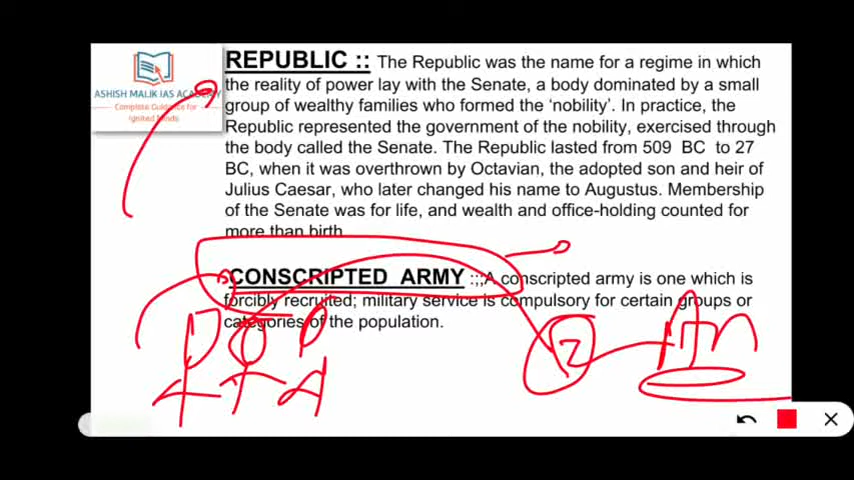 ASHISH MALIK IAS ACADEMY
Complete Guidance for
Ignited Minds
REPUBLIC :: The Republic was the name for a regime in which
the reality of power lay with the Senate, a body dominated by a small
group of wealthy families who formed the ‘nobility’. In practice, the
Republic represented the government of the nobility, exercised through
the body called the Senate. The Republic lasted from 509 BC to 27
BC, when it was overthrown by Octavian, the adopted son and heir of
Julius Caesar, who later changed his name to Augustus. Membership
of the Senate was for life, and wealth and office-holding counted for
more than birth.
CONSCRIPTED ARMY :;;A conscripted army is one which is
forcibly recruited; military service is compulsory for certain groups or
categories of the population.